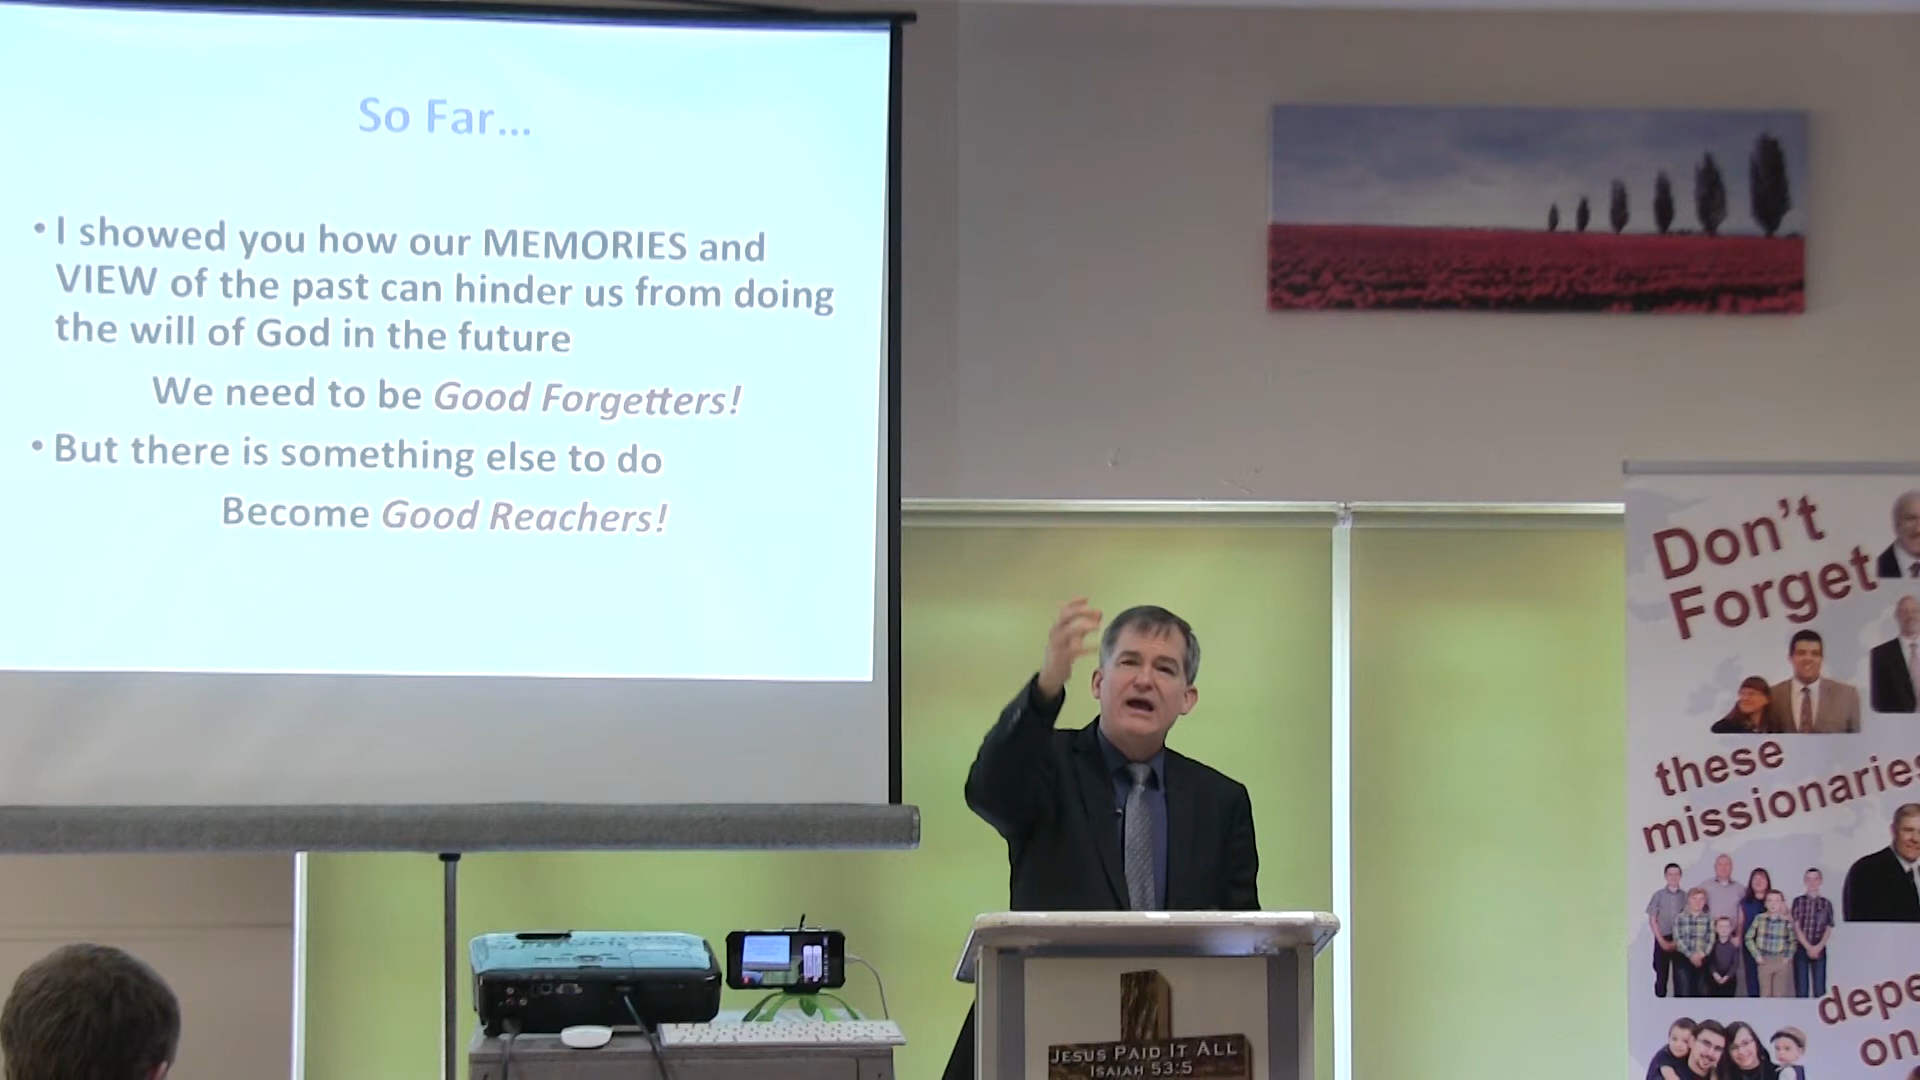 So Far...
• I showed you how our MEMORIES and
VIEW of the past can hinder us from doing
the will of God in the future
We need to be Good Forgetters!
• But there is something else to do
Become Good Reachers!
Don't
Forget
these
missionaries
on
JESUS PAID IT ALL
ISAIAH 53:5